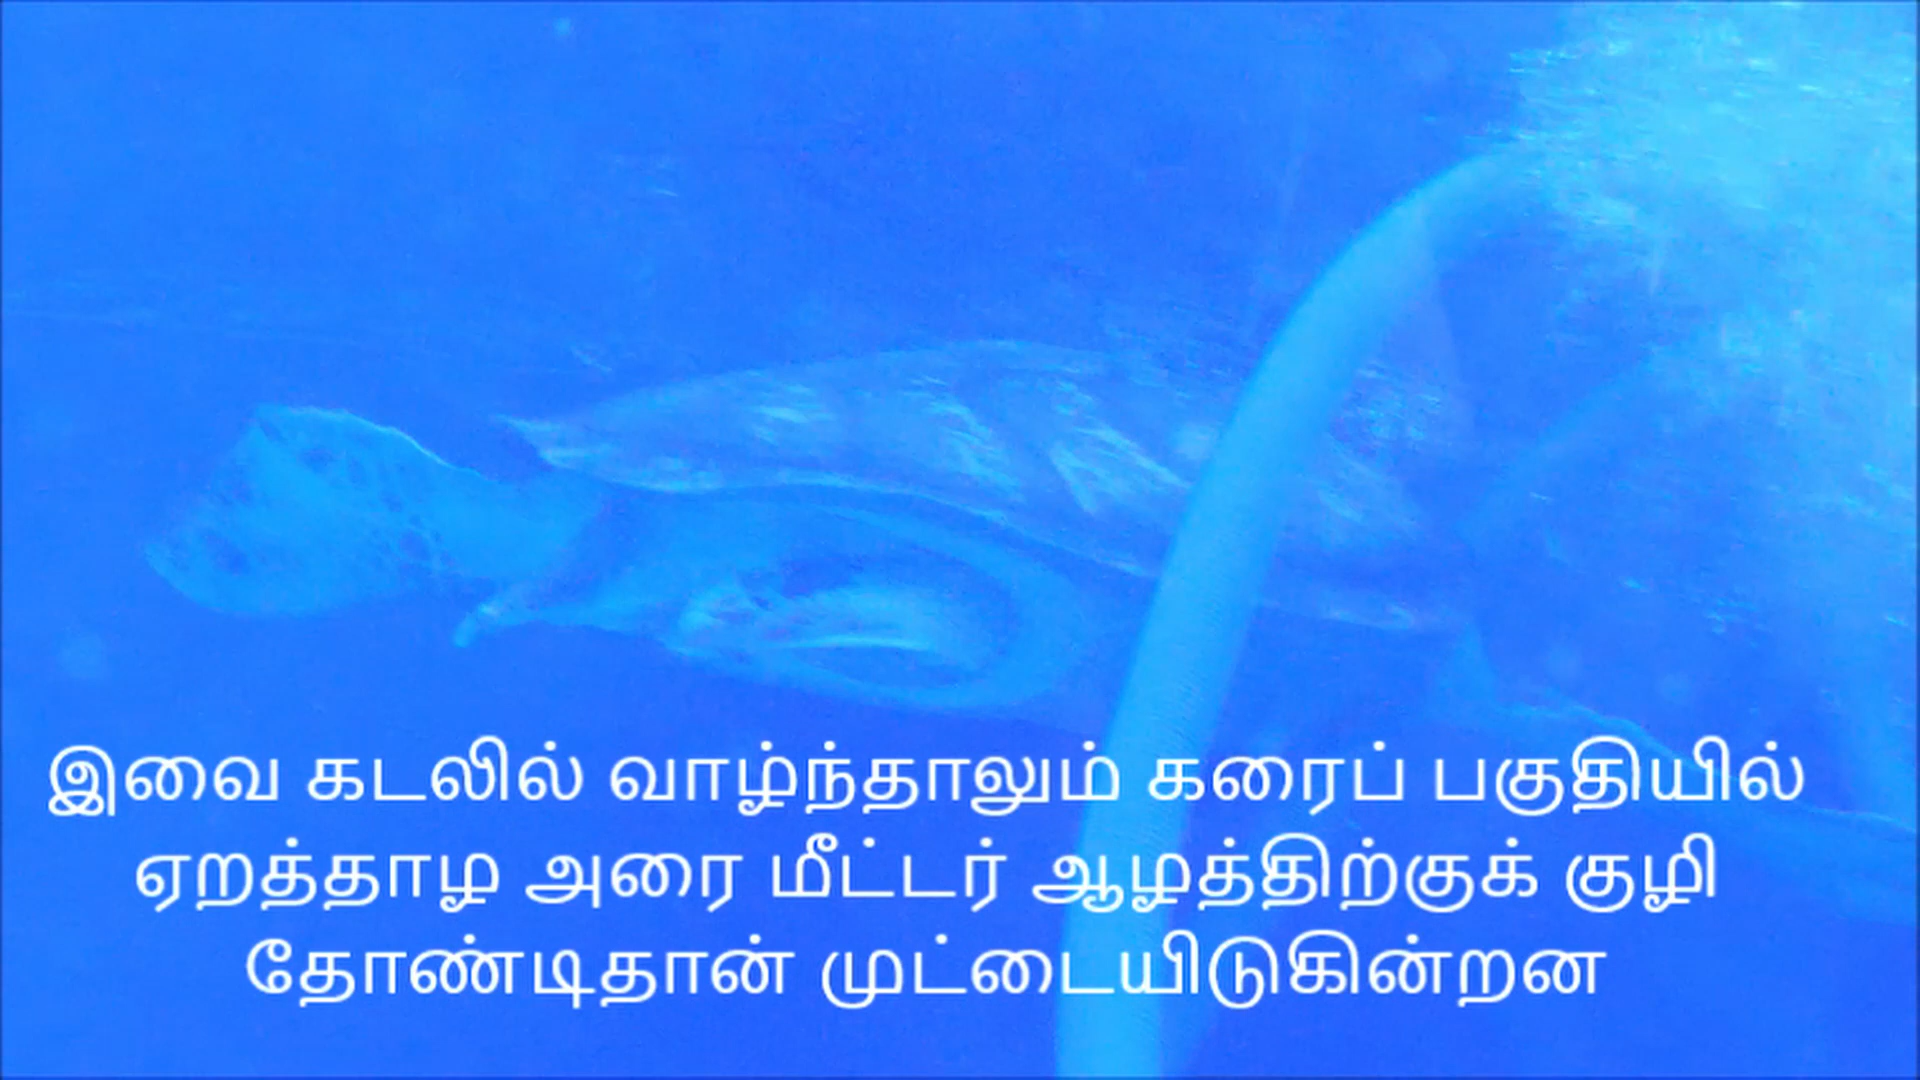 இவை கடலில் வாழ்ந்தாலும் கரைப் பகுதியில்
ஏறத்தாழ அரை மீட்டர் ஆழத்திற்குக் குழி
தோண்டிதான் முட்டையிடுகின்றன